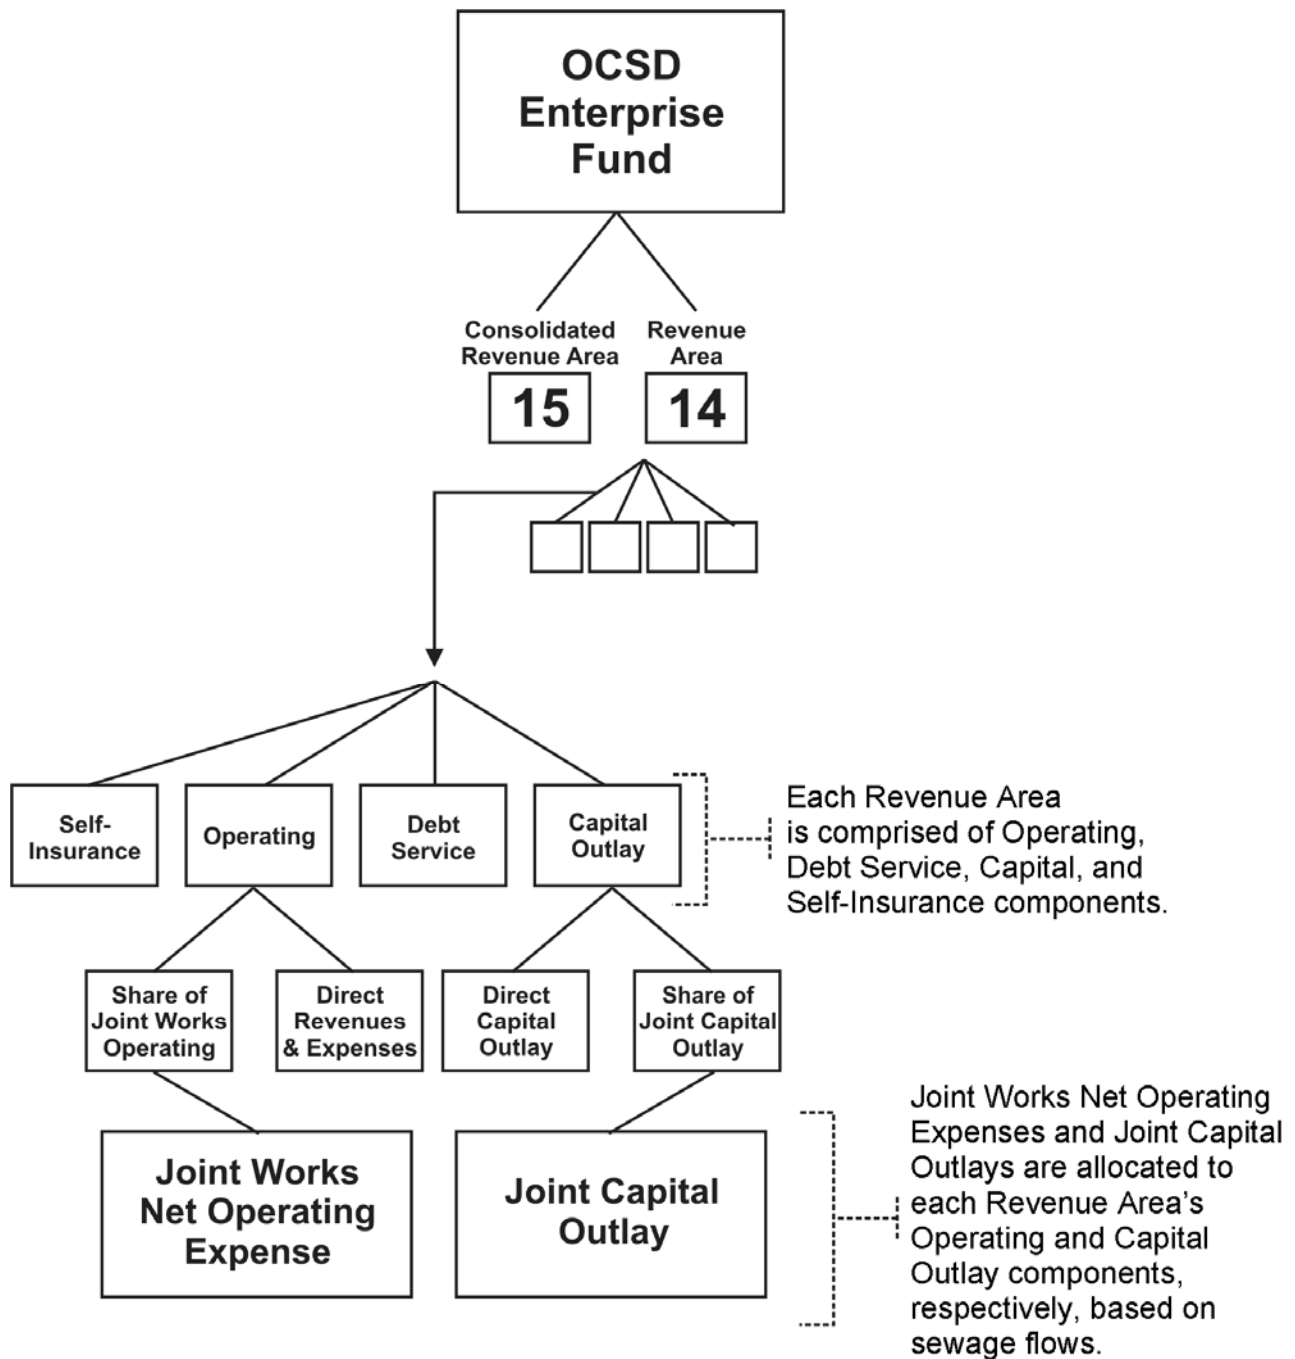 OCSD
Enterprise
Fund
Consolidated
Revenue Area
Revenue
Area
15
14
Self-
Insurance
Operating
Debt
Service
Capital
Outlay
Each Revenue Area
is comprised of Operating,
Debt Service, Capital, and
Self-Insurance components.
Share of
Joint Works
Operating
Direct
Revenues
& Expenses
Direct
Capital
Outlay
Share of
Joint Capital
Outlay
Joint Works
Net Operating
Expense
Joint Capital
Outlay
Joint Works Net Operating
Expenses and Joint Capital
Outlays are allocated to
each Revenue Area’s
Operating and Capital
Outlay components,
respectively, based on
sewage flows.